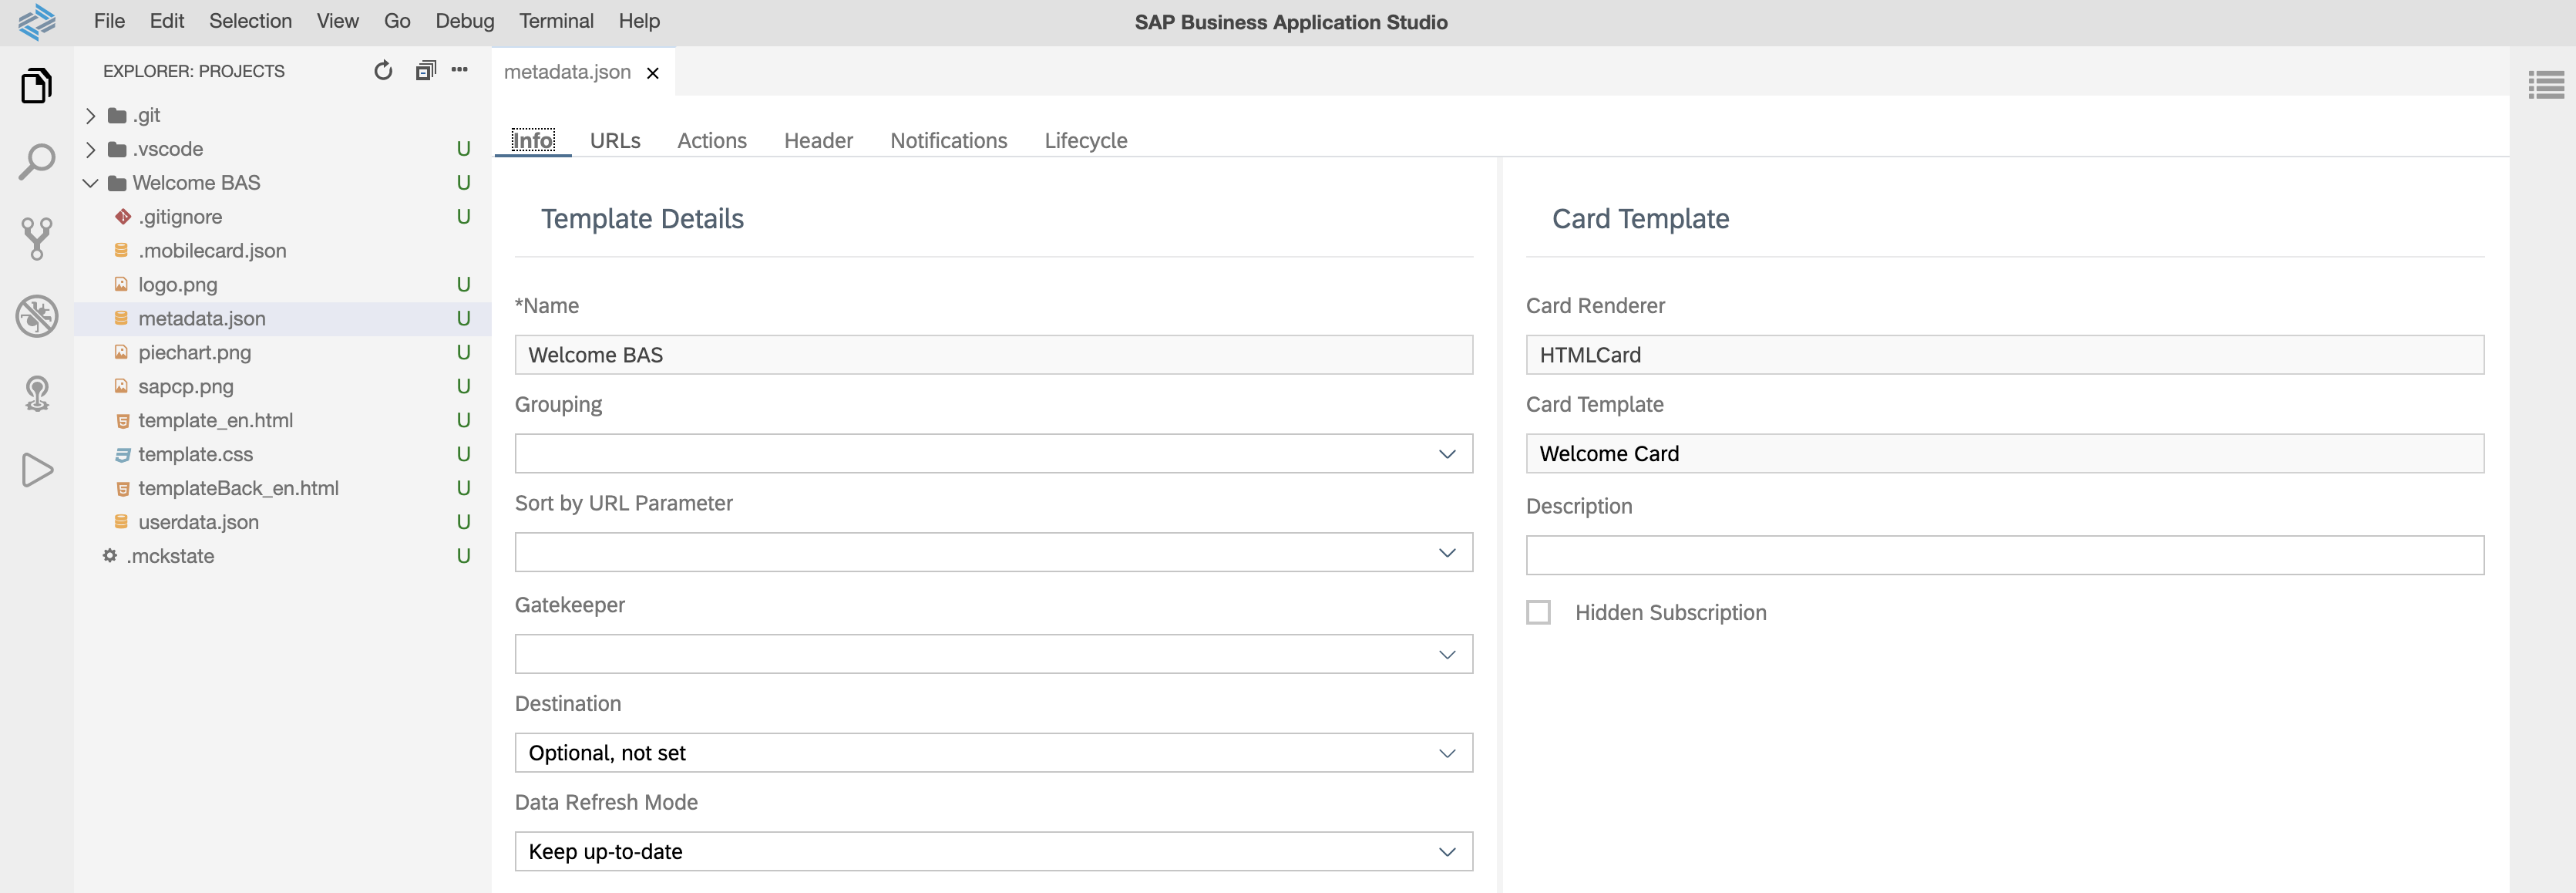 File Edit Selection View Go Debug Terminal Help
SAP Business Application Studio
EXPLORER: PROJECTS
.git
.vscode U
Welcome BAS U
.gitignore U
.mobilecard.json
logo.png U
metadata.json U
piechart.png U
sapcp.png U
template_en.html U
template.css U
templateBack_en.html U
userdata.json U
.mckstate U
metadata.json
Info URLs Actions Header Notifications Lifecycle
Template Details
*Name
Welcome BAS
Grouping
Sort by URL Parameter
Gatekeeper
Destination
Optional, not set
Data Refresh Mode
Keep up-to-date
Card Template
Card Renderer
HTMLCard
Card Template
Welcome Card
Description
Hidden Subscription